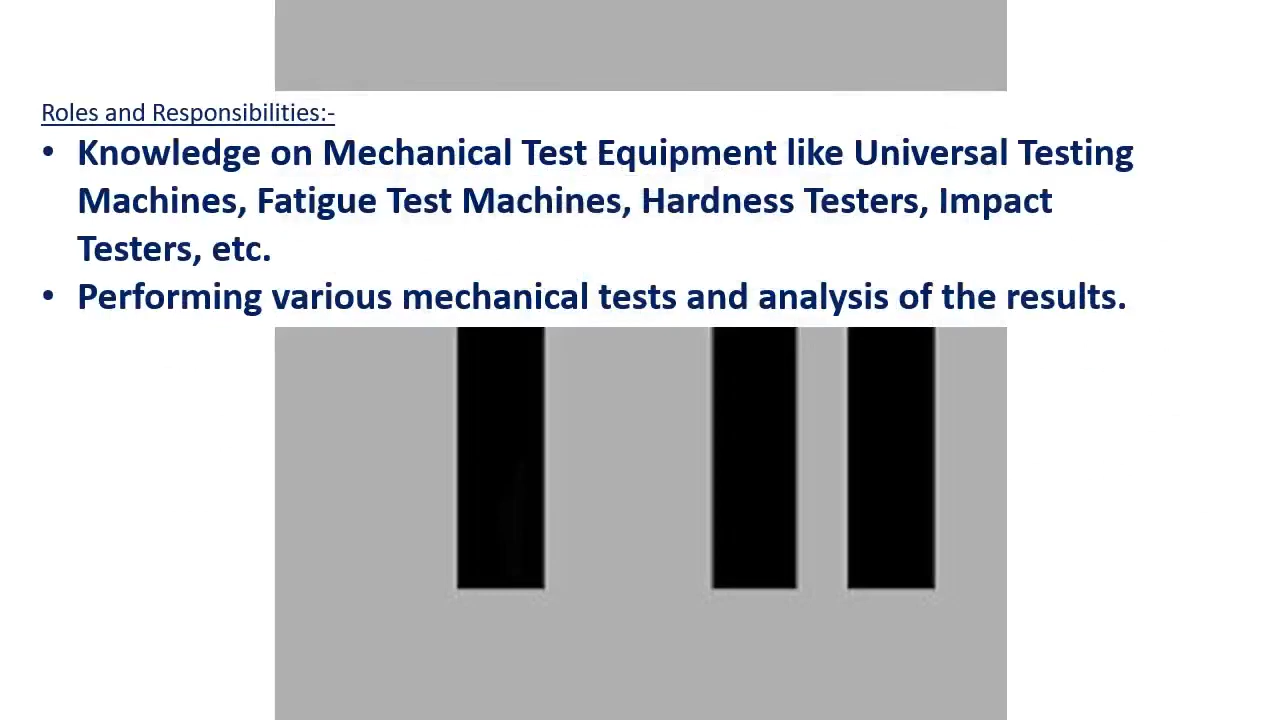 Roles and Responsibilities:-
• Knowledge on Mechanical Test Equipment like Universal Testing
Machines, Fatigue Test Machines, Hardness Testers, Impact
Testers, etc.
• Performing various mechanical tests and analysis of the results.